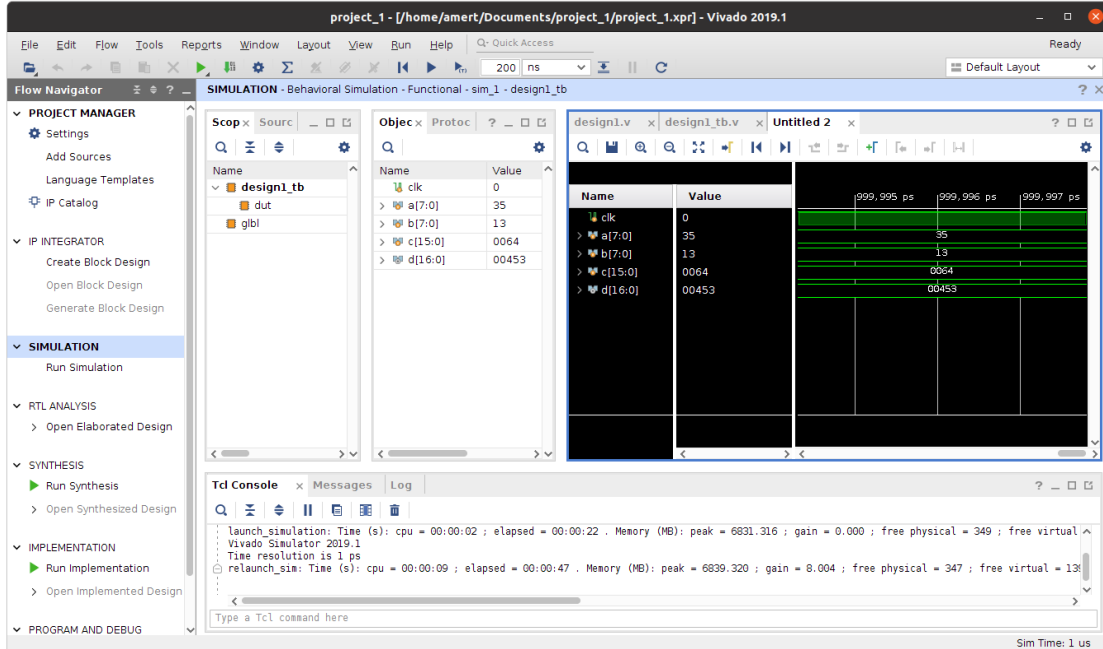 project_1 - [/home/amert/Documents/project_1/project_1.xpr] - Vivado 2019.1
File Edit Flow Tools Reports Window Layout View Run Help Q- Quick Access Ready
200 ns Default Layout
Flow Navigator ? _
SIMULATION - Behavioral Simulation - Functional - sim_1 - design1_tb ? X
PROJECT MANAGER
Settings
Add Sources
Language Templates
IP Catalog
IP INTEGRATOR
Create Block Design
Open Block Design
Generate Block Design
SIMULATION
Run Simulation
RTL ANALYSIS
Open Elaborated Design
SYNTHESIS
Run Synthesis
Open Synthesized Design
IMPLEMENTATION
Run Implementation
Open Implemented Design
PROGRAM AND DEBUG
Scop x Sourc
Name
design1_tb
dut
glbl
Objec x Protoc ?
Name Value
clk 0
a[7:0] 35
b[7:0] 13
c[15:0] 0064
d[16:0] 00453
design1.v x design1_tb.v x Untitled 2 x ?
Name Value 999,995 ps 999,996 ps 999,997 ps
clk 0
a[7:0] 35 35
b[7:0] 13 13
c[15:0] 0064 0064
d[16:0] 00453 00453
Tcl Console x Messages Log ?
launch_simulation: Time (s): cpu = 00:00:02 ; elapsed = 00:00:22 . Memory (MB): peak = 6831.316 ; gain = 0.000 ; free physical = 349 ; free virtual
Vivado Simulator 2019.1
Time resolution is 1 ps
relaunch_sim: Time (s): cpu = 00:00:09 ; elapsed = 00:00:47 . Memory (MB): peak = 6839.320 ; gain = 8.004 ; free physical = 347 ; free virtual = 139
Type a Tcl command here
Sim Time: 1 us